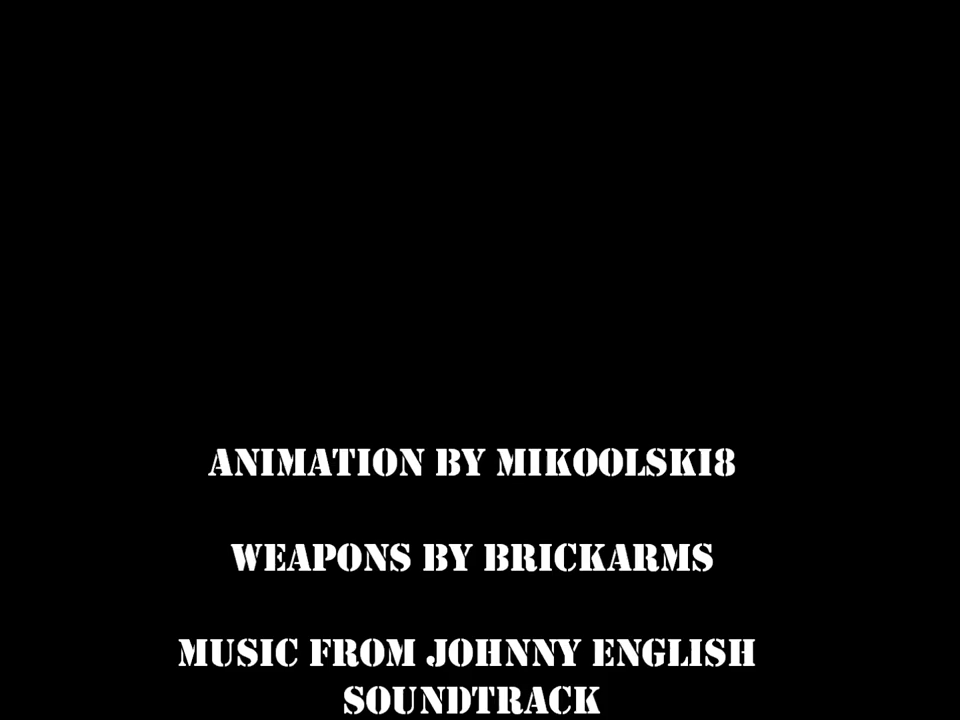 ANIMATION BY MIKOOLSKI8
WEAPONS BY BRICKARMS
MUSIC FROM JOHNNY ENGLISH
SOUNDTRACK